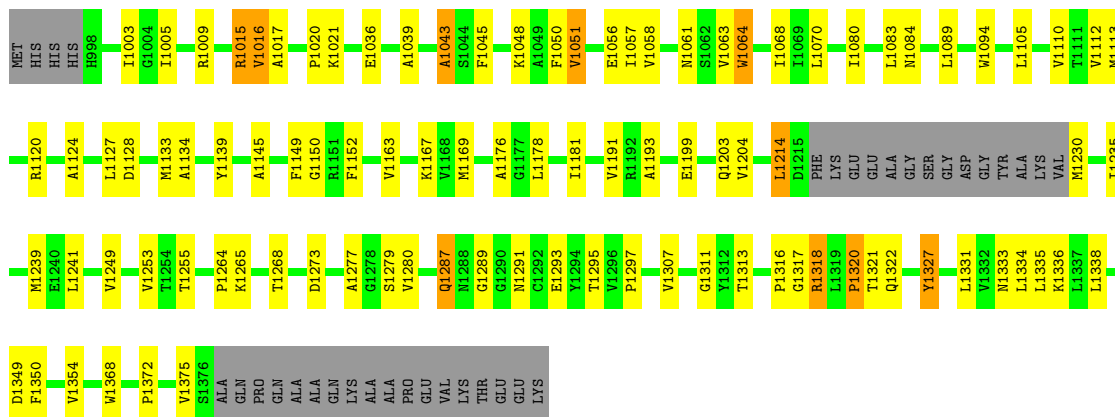 MET HIS HIS HIS H998 I1003 G1004 I1005 R1009 R1015 V1016 A1017 P1020 K1021 E1036 A1039 A1043 S1044 F1045 K1048 A1049 F1050 V1051 E1056 I1057 V1058 N1061 S1062 V1063 W1064 I1068 I1069 L1070 I1080 L1083 N1084 L1089 W1094 L1105 V1110 T1111 V1112 M1113
R1120 A1124 L1127 D1128 M1133 A1134 Y1139 A1145 F1149 G1150 R1151 F1152 V1163 K1167 V1168 M1169 A1176 G1177 L1178 I1181 V1191 R1192 A1193 E1199 Q1203 V1204 L1214 D1215 PHE LYS GLU GLU ALA GLY SER GLY ASP GLY TYR ALA LYS VAL M1230 I1235
M1239 E1240 L1241 V1249 V1253 T1254 T1255 P1264 K1265 T1268 D1273 A1277 G1278 S1279 V1280 Q1287 N1288 G1289 G1290 N1291 C1292 E1293 Y1294 T1295 V1296 P1297 V1307 G1311 Y1312 T1313 P1316 G1317 R1318 L1319 P1320 T1321 Q1322 Y1327 L1331 V1332 N1333 L1334 L1335 K1336 L1337 L1338
D1349 F1350 V1354 W1368 P1372 V1375 S1376 ALA GLN PRO GLN ALA ALA GLN LYS ALA ALA PRO GLU VAL LYS THR GLU GLU LYS